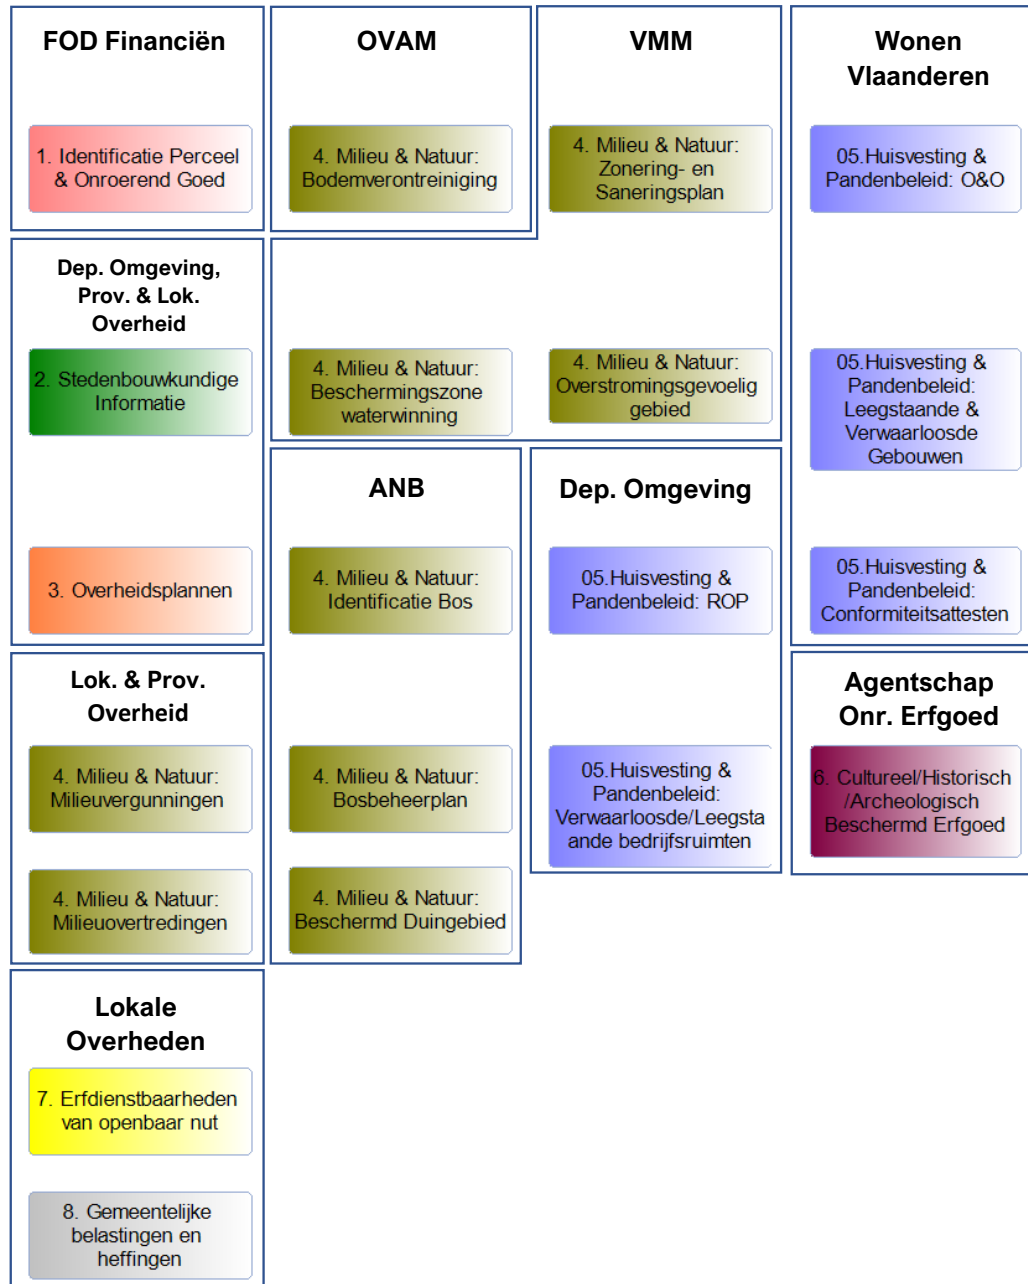 FOD Financiën
1. Identificatie Perceel
& Onroerend Goed
OVAM
4. Milieu & Natuur:
Bodemverontreiniging
VMM
4. Milieu & Natuur:
Zonering- en
Saneringsplan
4. Milieu & Natuur:
Beschermingszone
waterwinning
4. Milieu & Natuur:
Overstromingsgevoelig
gebied
Wonen
Vlaanderen
05.Huisvesting &
Pandenbeleid: O&O
05.Huisvesting &
Pandenbeleid:
Leegstaande &
Verwaarloosde
Gebouwen
05.Huisvesting &
Pandenbeleid:
Conformiteitsattesten
Dep. Omgeving,
Prov. & Lok.
Overheid
2. Stedenbouwkundige
Informatie
3. Overheidsplannen
ANB
4. Milieu & Natuur:
Identificatie Bos
4. Milieu & Natuur:
Bosbeheerplan
4. Milieu & Natuur:
Beschermd Duingebied
Dep. Omgeving
05.Huisvesting &
Pandenbeleid: ROP
05.Huisvesting &
Pandenbeleid:
Verwaarloosde/Leegsta
ande bedrijfsruimten
Lok. & Prov.
Overheid
4. Milieu & Natuur:
Milieuvergunningen
4. Milieu & Natuur:
Milieuovertredingen
Agentschap
Onr. Erfgoed
6. Cultureel/Historisch
/Archeologisch
Beschermd Erfgoed
Lokale
Overheden
7. Erfdienstbaarheden
van openbaar nut
8. Gemeentelijke
belastingen en
heffingen